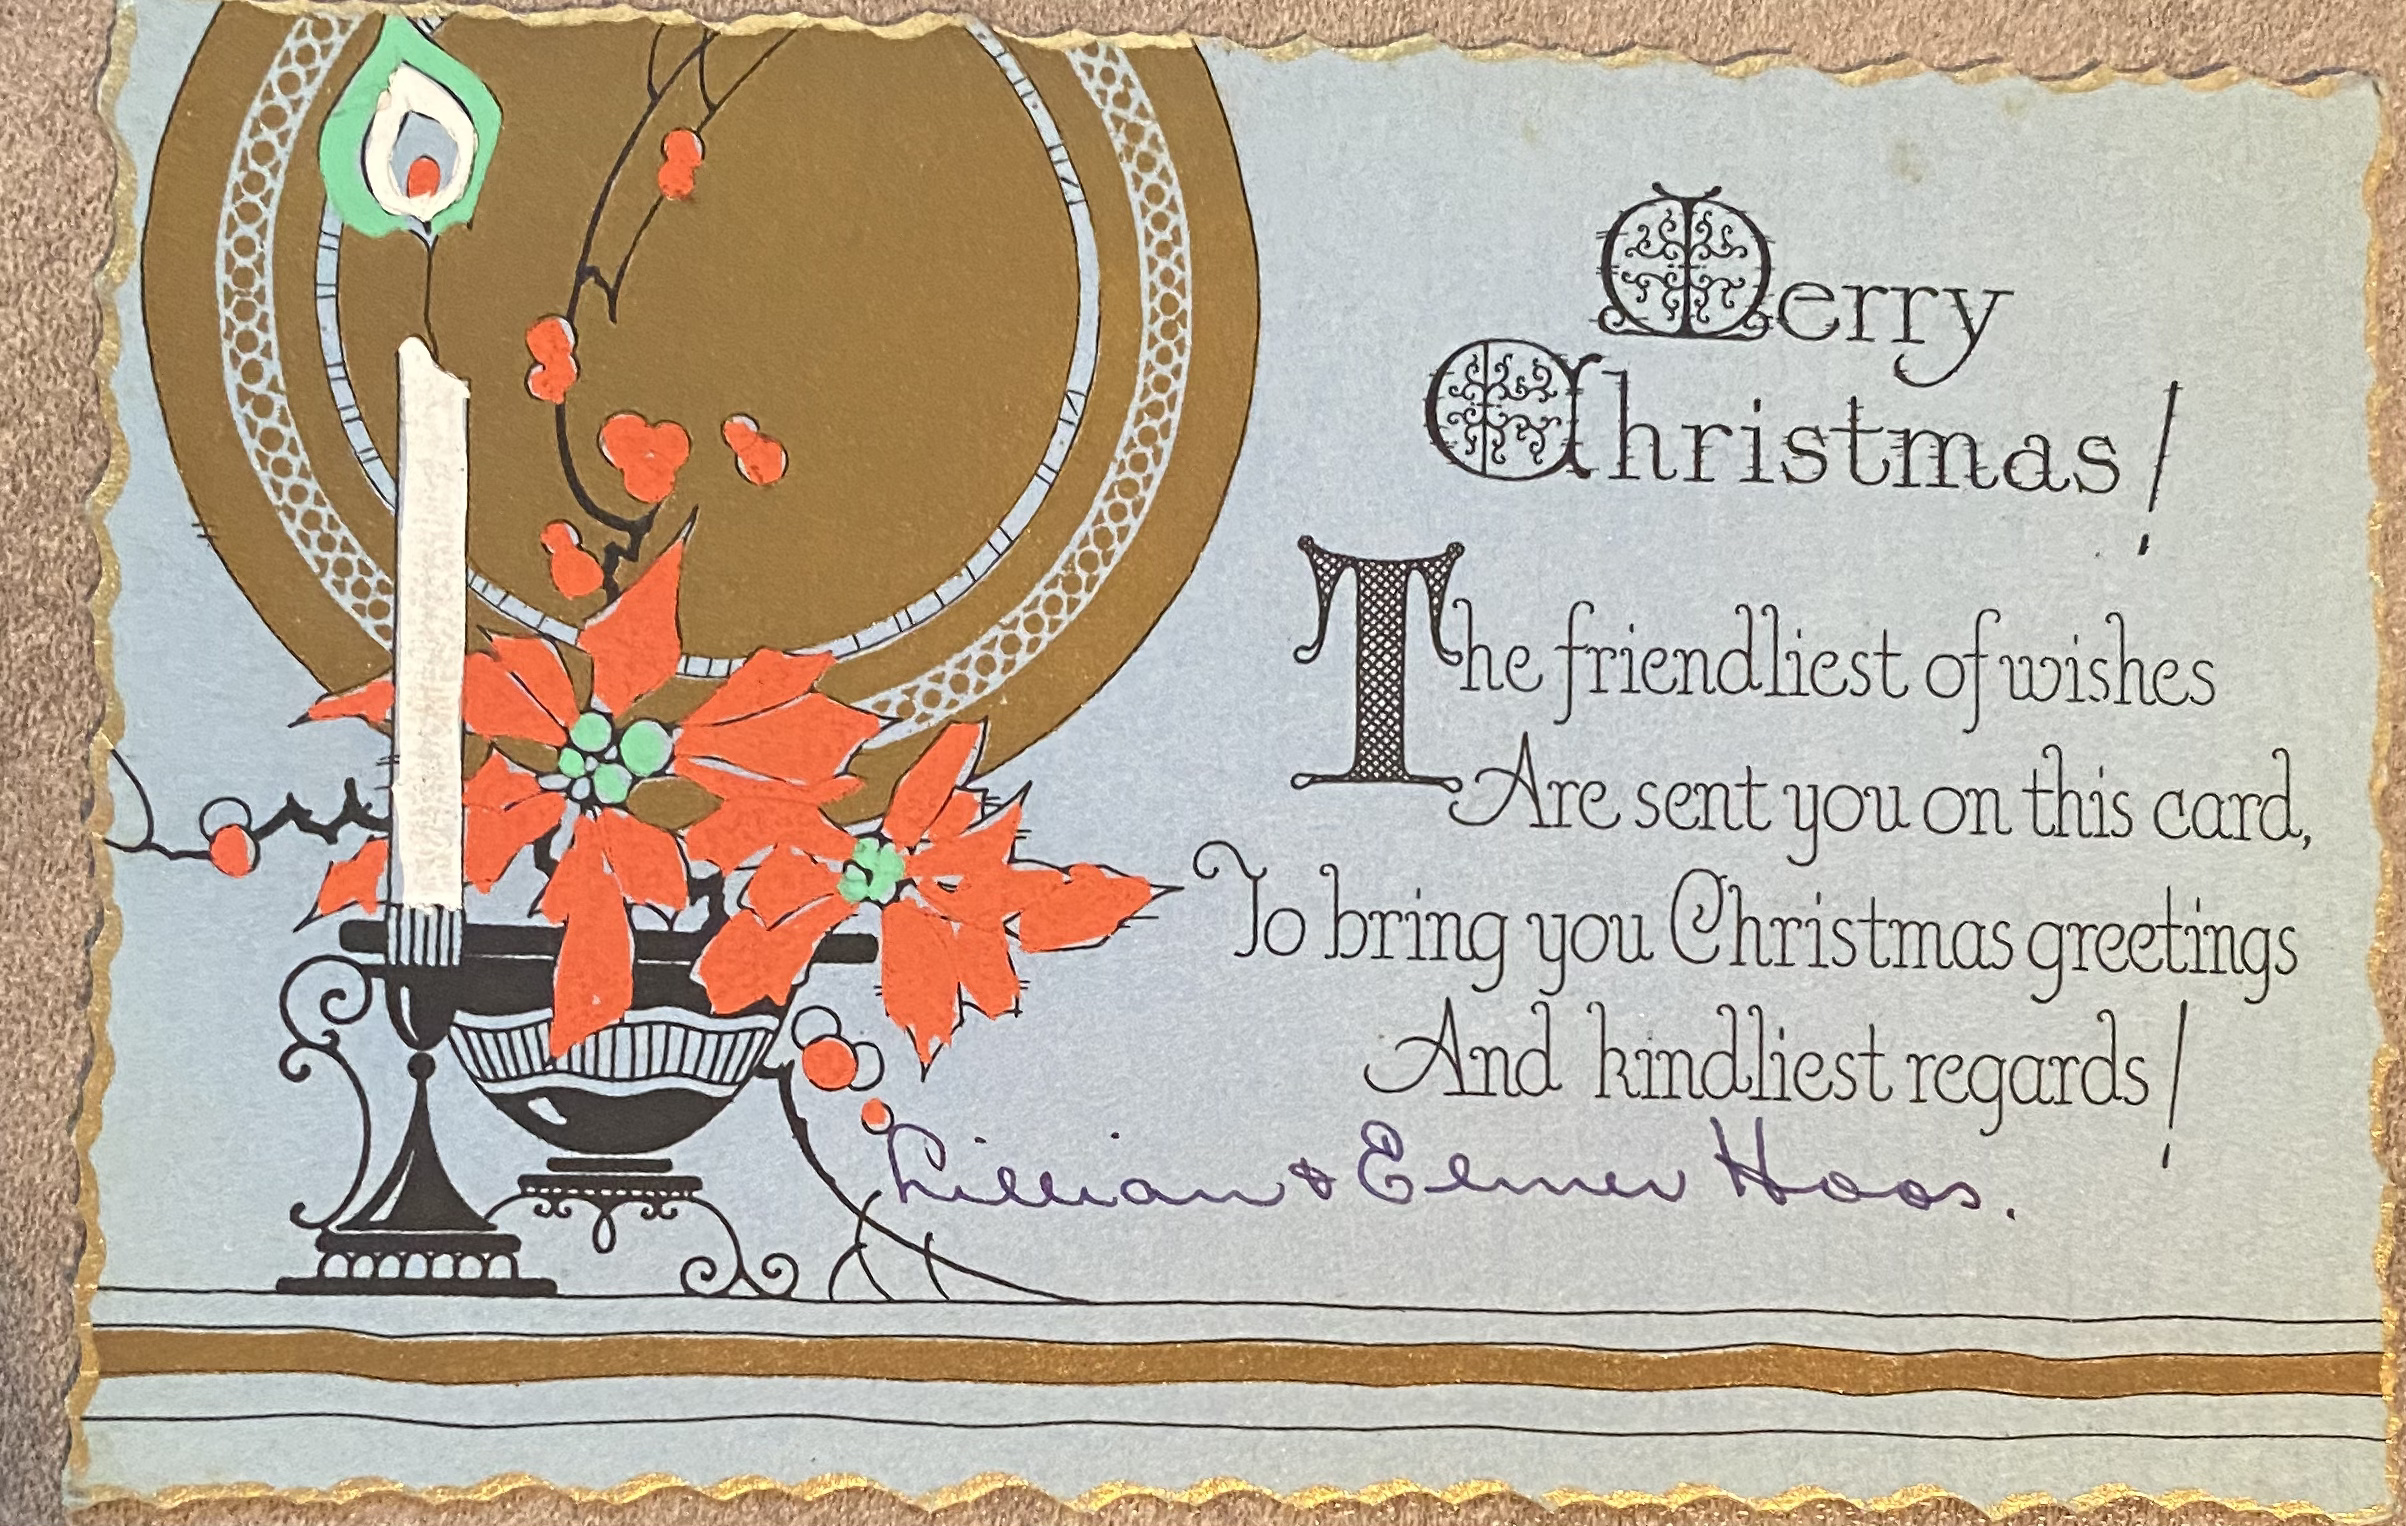 Merry
Christmas!
The friendliest of wishes
Are sent you on this card,
To bring you Christmas greetings
And kindliest regards!
Lillian & Elmer Hoos.